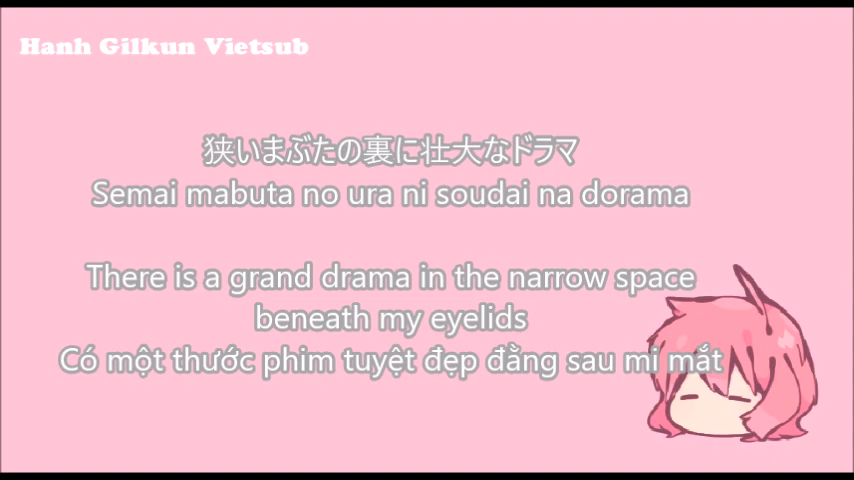 Hanh Gilkun Vietsub
狭いまぶたの裏に壮大なドラマ
Semai mabuta no ura ni soudai na dorama
There is a grand drama in the narrow space
beneath my eyelids
Có một thước phim tuyệt đẹp đằng sau mi mắt